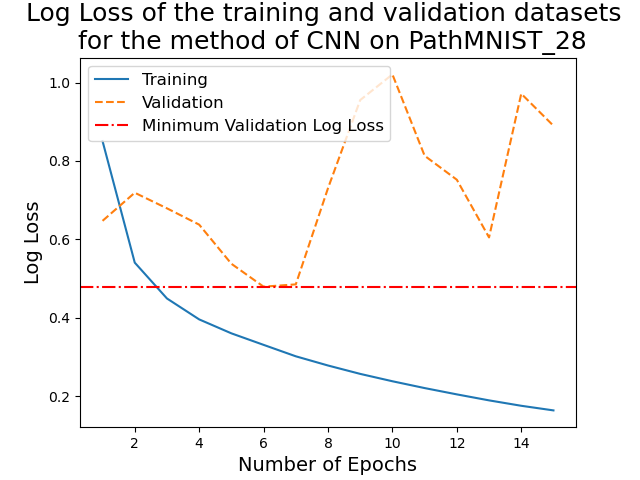 Log Loss of the training and validation datasets
for the method of CNN on PathMNIST_28
Training
Validation
Minimum Validation Log Loss
1.0
0.8
0.6
0.4
0.2
Log Loss
2 4 6 8 10 12 14
Number of Epochs